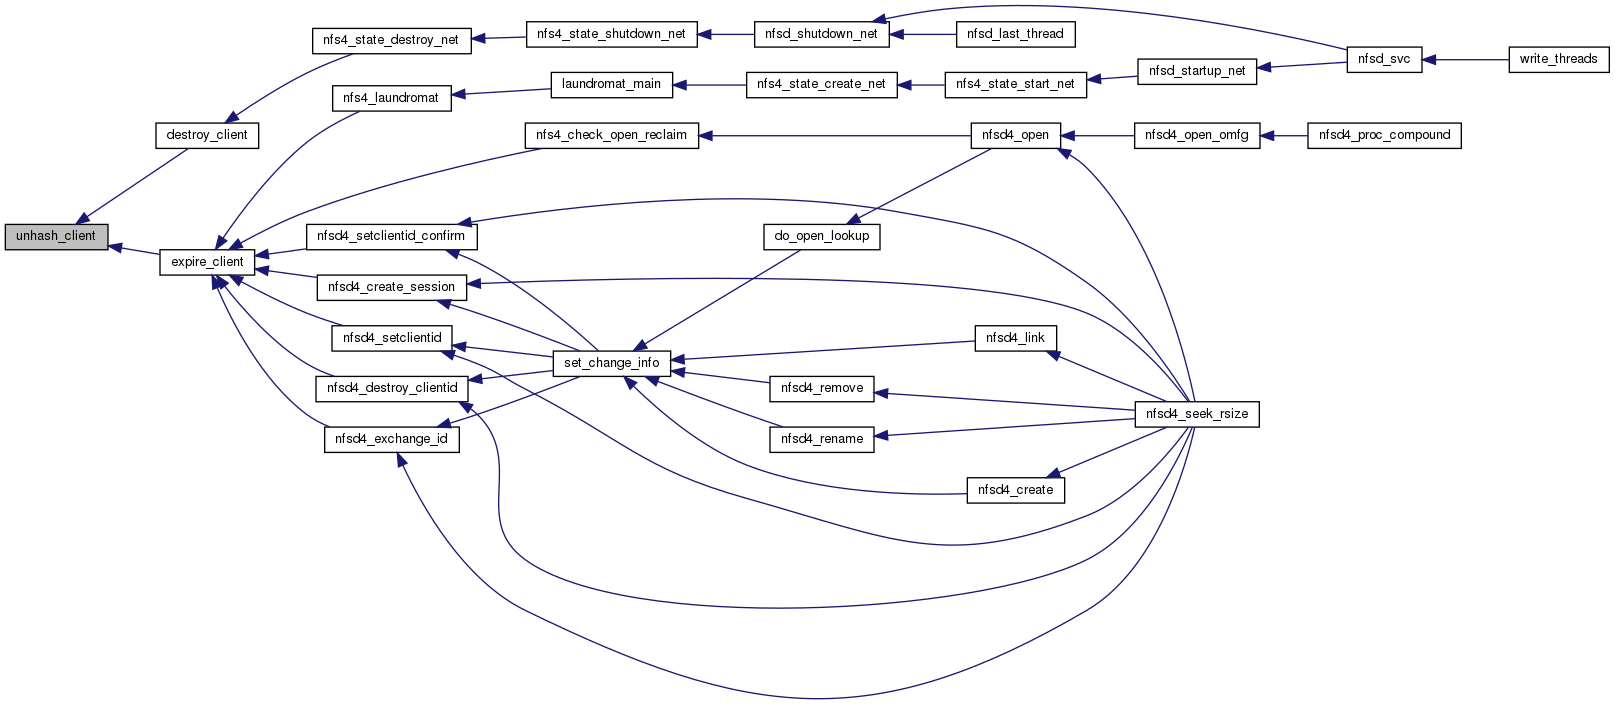 nfs4_state_destroy_net
nfs4_state_shutdown_net
nfsd_shutdown_net
nfsd_last_thread
nfsd_svc
write_threads
nfs4_laundromat
laundromat_main
nfs4_state_create_net
nfs4_state_start_net
nfsd_startup_net
destroy_client
nfs4_check_open_reclaim
nfsd4_open
nfsd4_open_omfg
nfsd4_proc_compound
unhash_client
expire_client
nfsd4_setclientid_confirm
do_open_lookup
nfsd4_create_session
nfsd4_setclientid
set_change_info
nfsd4_link
nfsd4_destroy_clientid
nfsd4_remove
nfsd4_seek_rsize
nfsd4_exchange_id
nfsd4_rename
nfsd4_create